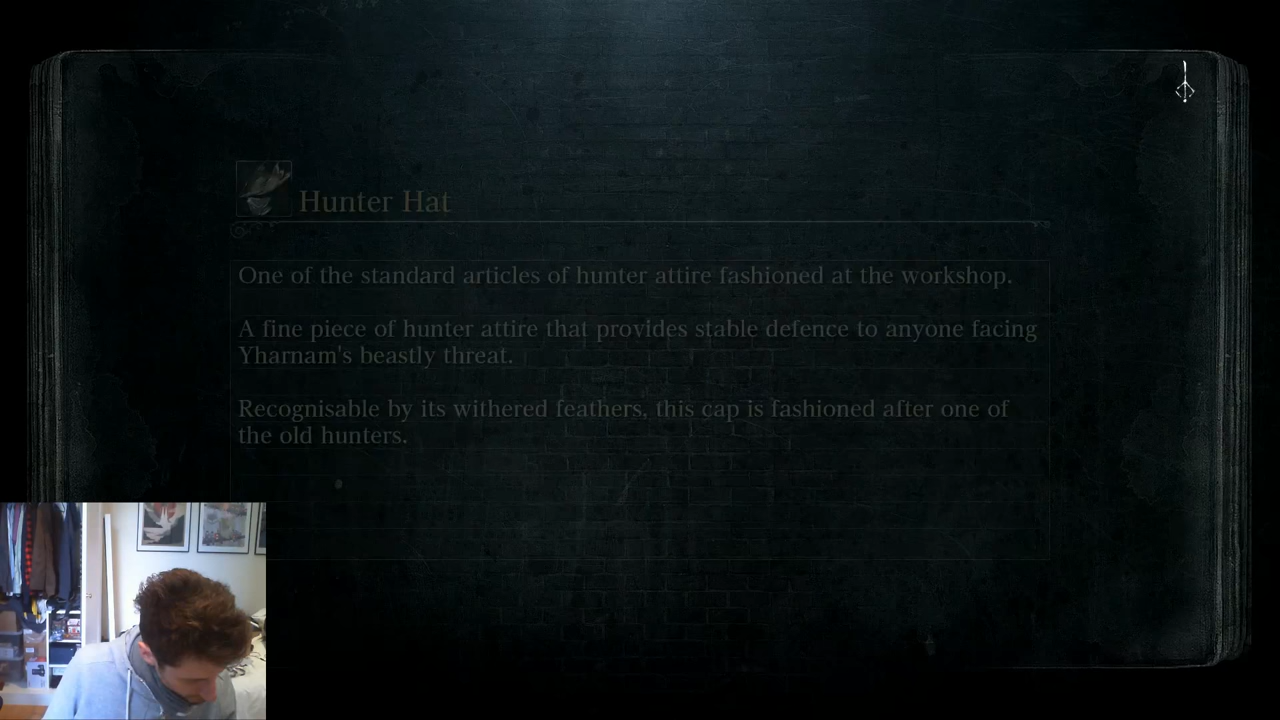 Hunter Hat
One of the standard articles of hunter attire fashioned at the workshop.
A fine piece of hunter attire that provides stable defence to anyone facing
Yharnam's beastly threat.
Recognisable by its withered feathers, this cap is fashioned after one of
the old hunters.